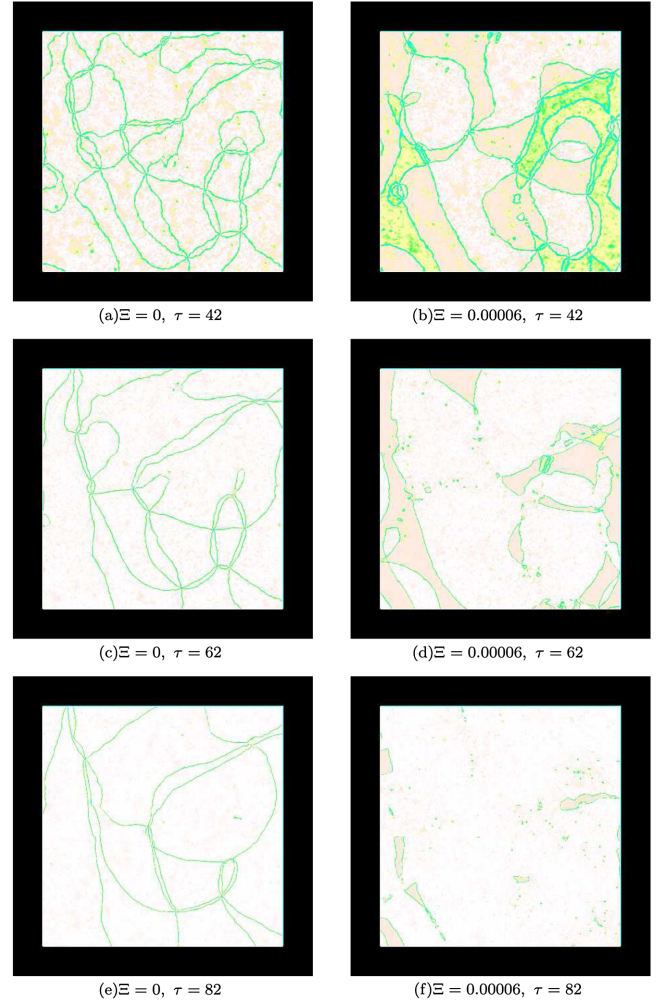 (a)Ξ = 0, τ = 42
(b)Ξ = 0.00006, τ = 42
(c)Ξ = 0, τ = 62
(d)Ξ = 0.00006, τ = 62
(e)Ξ = 0, τ = 82
(f)Ξ = 0.00006, τ = 82